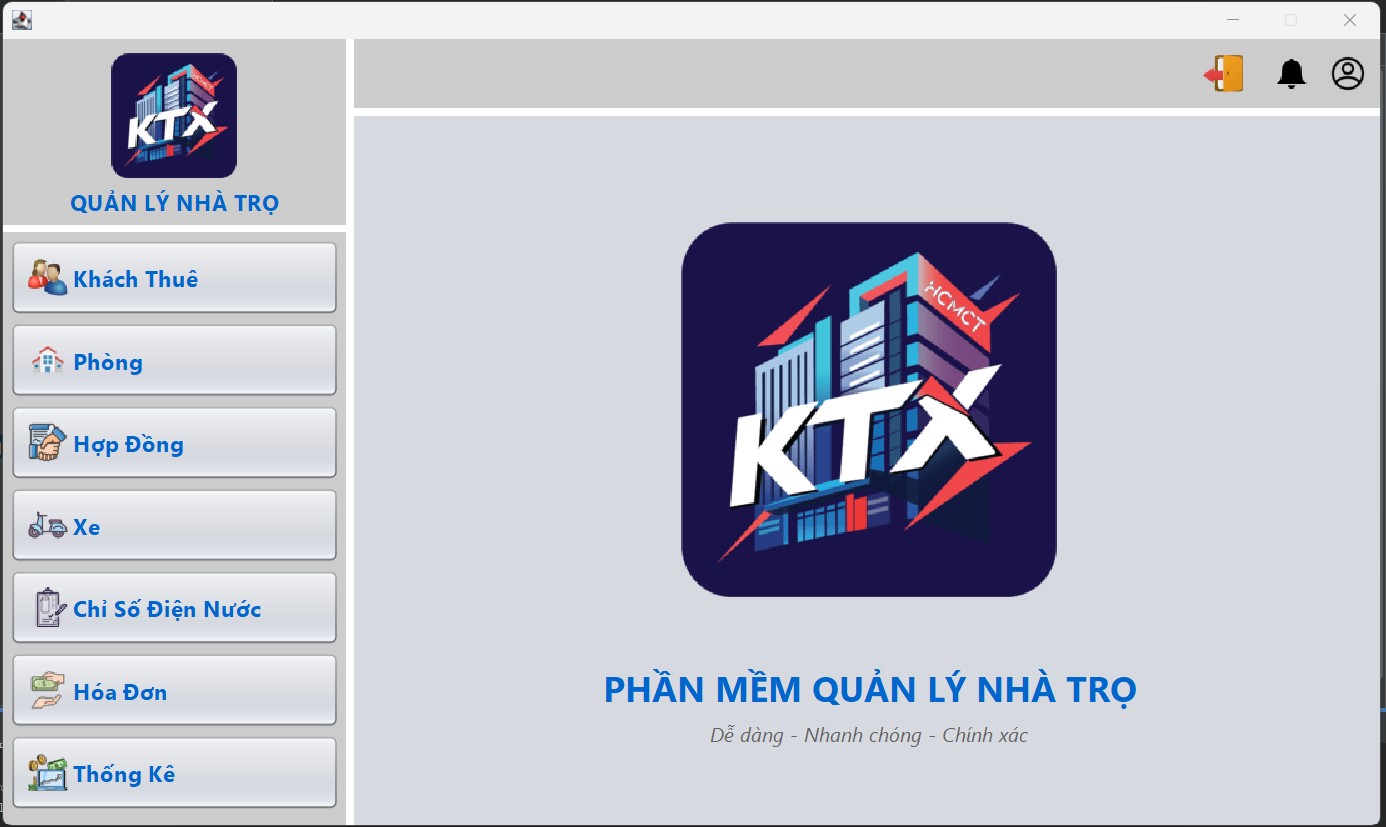 HCMCT
KTX
QUẢN LÝ NHÀ TRỌ
Khách Thuê
Phòng
Hợp Đồng
Xe
Chỉ Số Điện Nước
Hóa Đơn
Thống Kê
HCMCT
KTX
PHẦN MỀM QUẢN LÝ NHÀ TRỌ
Dễ dàng - Nhanh chóng - Chính xác